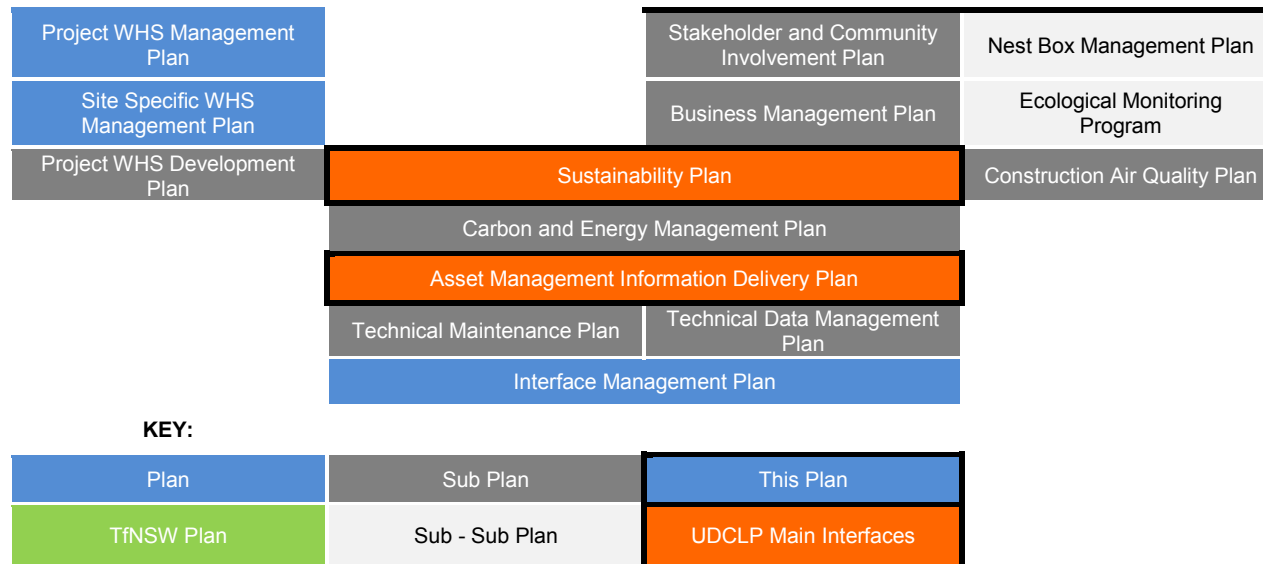 Project WHS Management
Plan
Stakeholder and Community
Involvement Plan
Nest Box Management Plan
Site Specific WHS
Management Plan
Business Management Plan
Ecological Monitoring
Program
Project WHS Development
Plan
Sustainability Plan
Construction Air Quality Plan
Carbon and Energy Management Plan
Asset Management Information Delivery Plan
Technical Maintenance Plan
Technical Data Management
Plan
Interface Management Plan
KEY:
Plan
Sub Plan
This Plan
TfNSW Plan
Sub - Sub Plan
UDCLP Main Interfaces